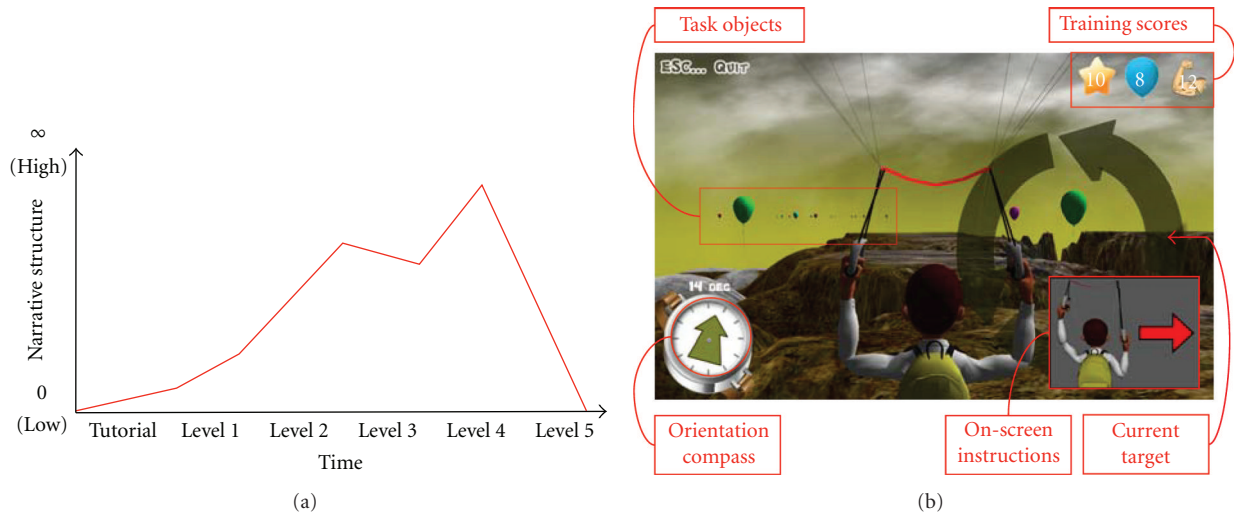 ∞
(High)
Narrative structure
0
(Low)
Tutorial
Level 1
Level 2
Level 3
Level 4
Level 5
Time
(a)
Task objects
Training scores
ESC... QUIT
10
8
12
14 DEC
Orientation
compass
On-screen
instructions
Current
target
(b)